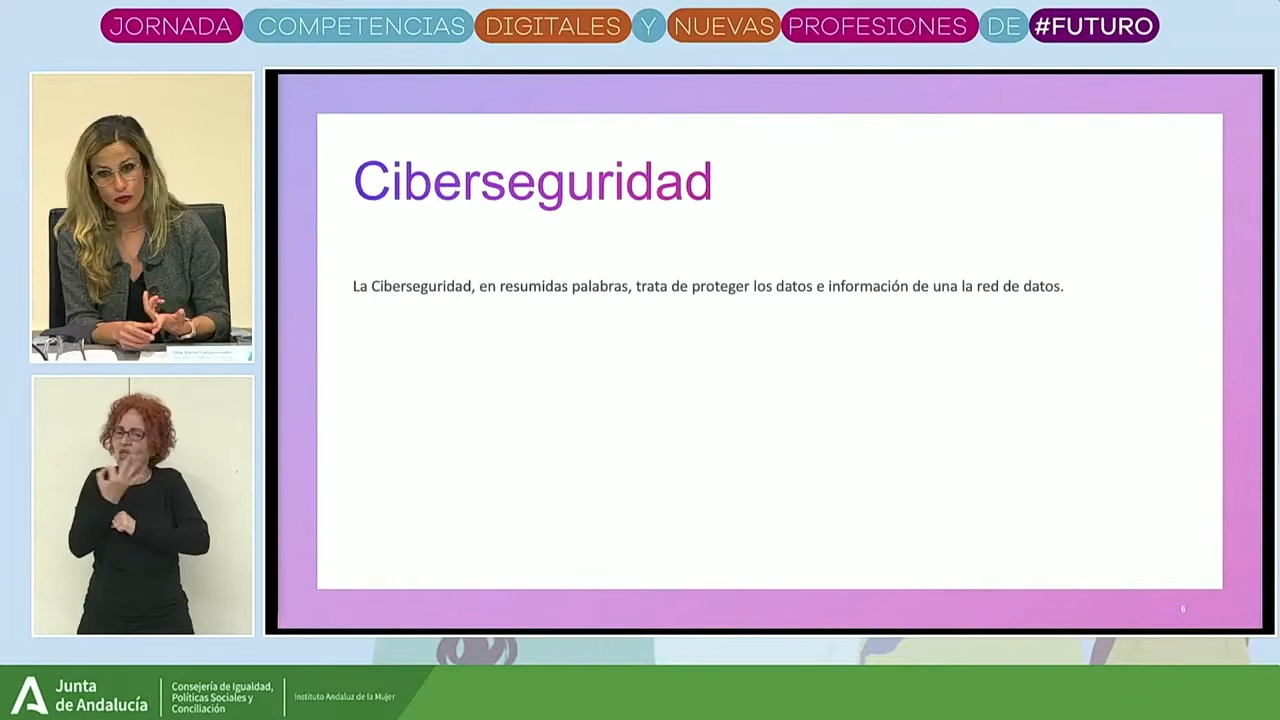 JORNADA COMPETENCIAS DIGITALES Y NUEVAS PROFESIONES DE #FUTURO
Ciberseguridad
La Ciberseguridad, en resumidas palabras, trata de proteger los datos e información de una la red de datos.
6
Junta
de Andalucía
Consejería de Igualdad,
Políticas Sociales y
Conciliación
Instituto Andaluz de la Mujer